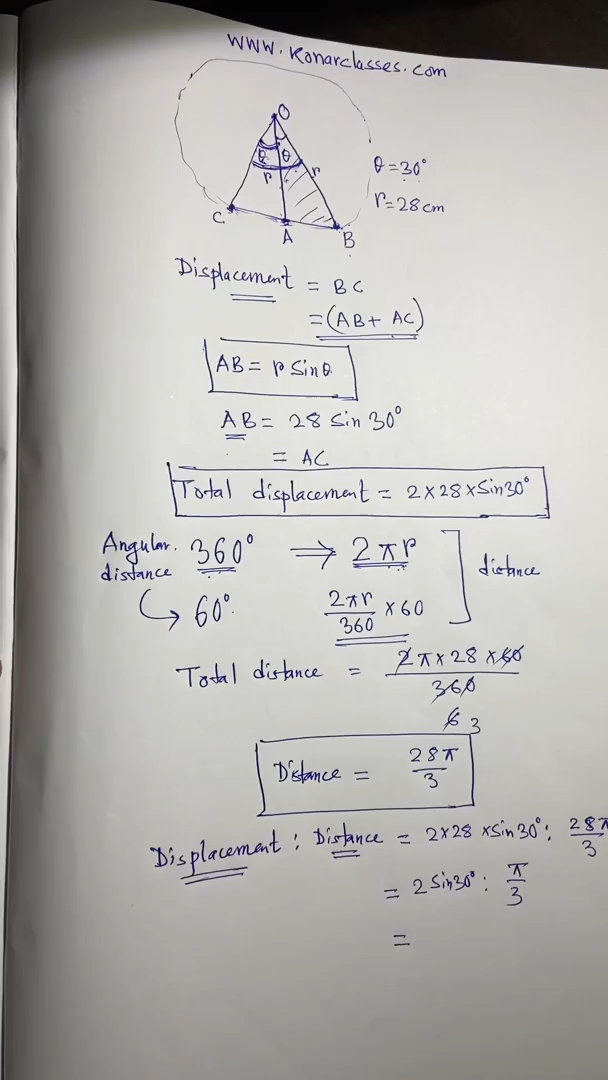 www.Konarclasses.com
O
θ θ
r r
θ = 30°
r = 28 cm
C
A
B
Displacement = BC
= (AB + AC)
AB = r Sinθ
AB = 28 Sin 30°
= AC
Total displacement = 2×28×Sin30°
Angular distance 360° ⇒ 2πr
distance
60° 2πr/360 × 60
Total distance = 2π×28×60/360
6 3
Distance = 28π/3
Displacement : Distance = 2×28×Sin30° : 28π/3
= 2 Sin30° : π/3
=